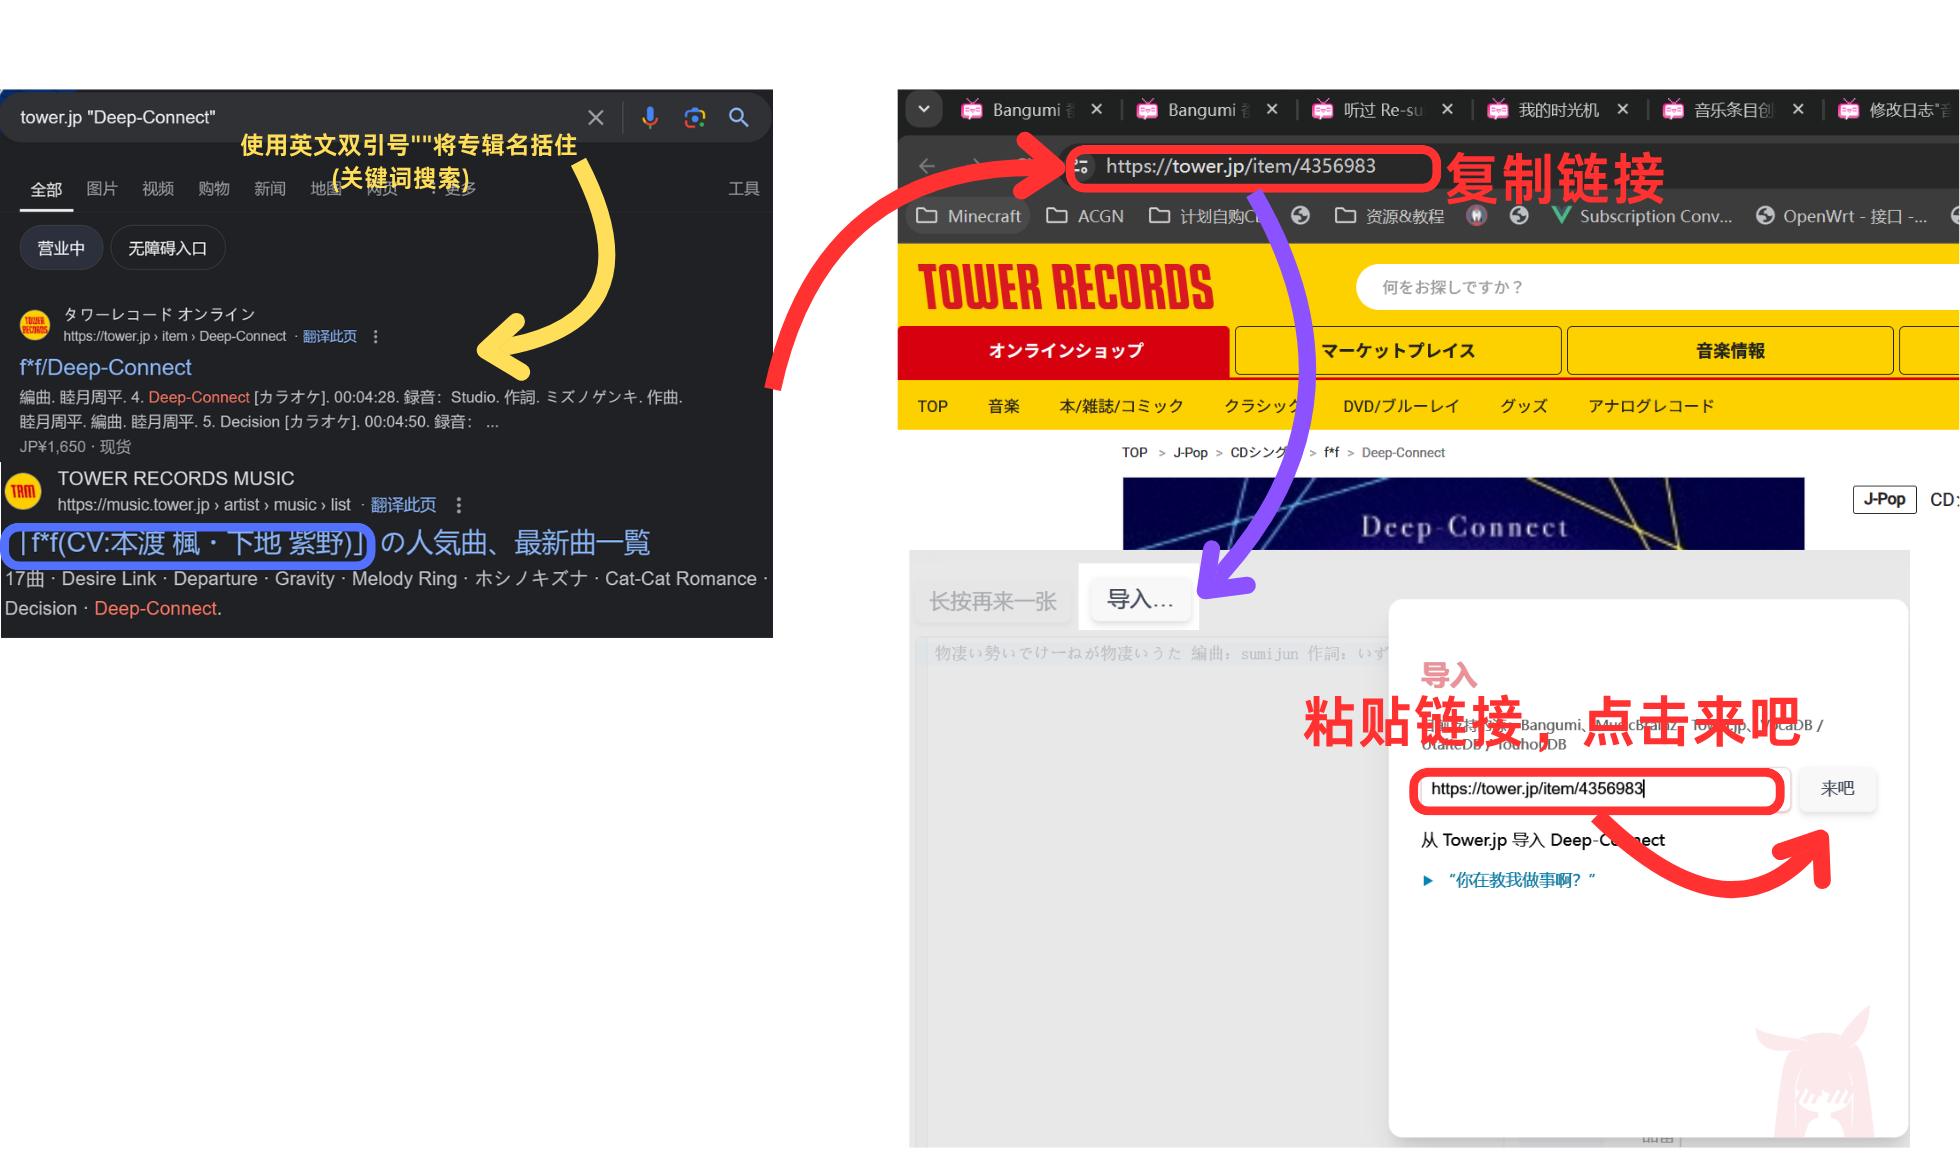 tower.jp "Deep-Connect"
使用英文双引号""将专辑名括住
(关键词搜索)
全部 图片 视频 购物 新闻 地图 网页 更多 工具
营业中 无障碍入口
TOWER RECORDS
タワーレコード オンライン
https://tower.jp › item › Deep-Connect · 翻译此页
f*f/Deep-Connect
編曲. 睦月周平. 4. Deep-Connect [カラオケ]. 00:04:28. 録音: Studio. 作詞. ミズノゲンキ. 作曲.
睦月周平. 編曲. 睦月周平. 5. Decision [カラオケ]. 00:04:50. 録音: ...
JP¥1,650 · 现货
TRM
TOWER RECORDS MUSIC
https://music.tower.jp › artist › music › list · 翻译此页
「f*f(CV:本渡 楓・下地 紫野)」の人気曲、最新曲一覧
17曲 · Desire Link · Departure · Gravity · Melody Ring · ホシノキズナ · Cat-Cat Romance ·
Decision · Deep-Connect.
Bangumi Bangumi 听过 Re-su 我的时光机 音乐条目创 修改日志"
https://tower.jp/item/4356983
复制链接
Minecraft ACGN 计划自购C 资源&教程 Subscription Conv... OpenWrt - 接口 -...
TOWER RECORDS
何をお探しですか？
オンラインショップ マーケットプレイス 音楽情報
TOP 音楽 本/雑誌/コミック クラシック DVD/ブルーレイ グッズ アナログレコード
TOP > J-Pop > CDシング > f*f > Deep-Connect
Deep-Connect
J-Pop CD
长按再来一张 导入...
物凄い勢いでけーねが物凄いうた 編曲: sumijun 作詞: いず
导入
粘贴链接，点击来吧
Bangumi、MusicBrainz、Tower.jp、VocaDB /
UtaiteDB / TouhouDB
https://tower.jp/item/4356983
来吧
从 Tower.jp 导入 Deep-Connect
▶ “你在教我做事啊？”